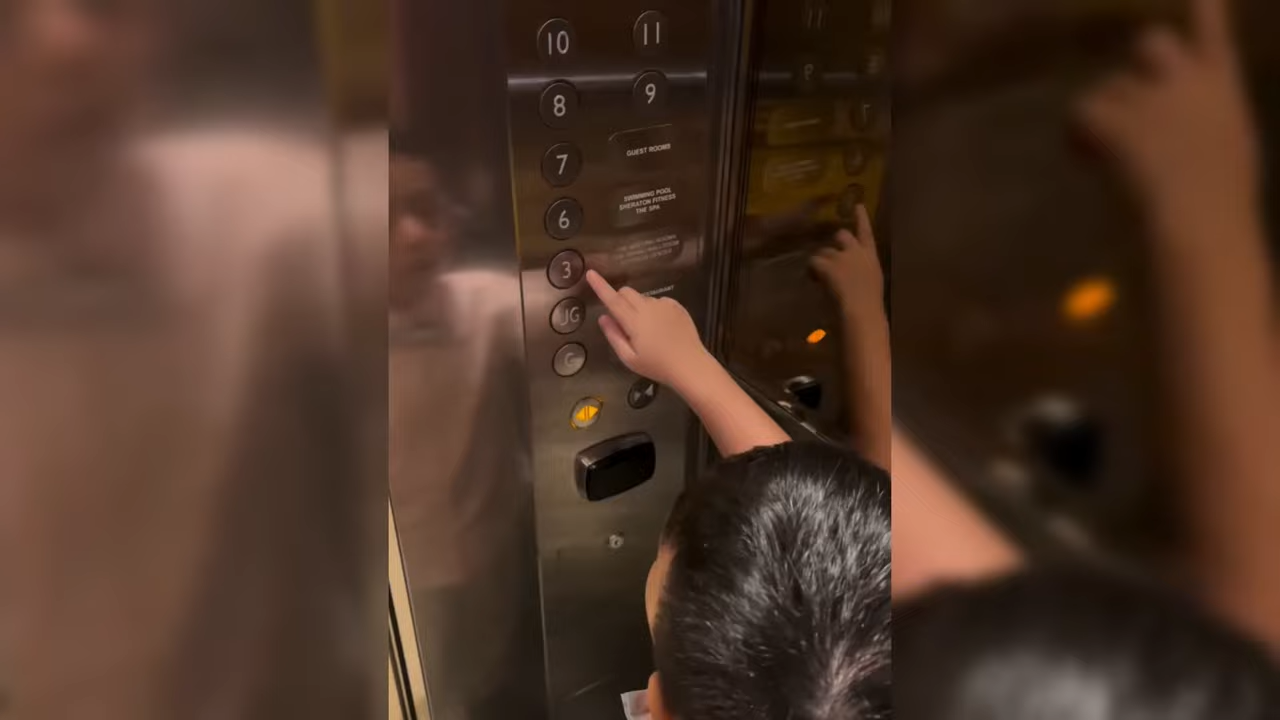 10 11
8 9
7 GUEST ROOMS
SWIMMING POOL
SHERATON FITNESS
THE SPA
6
3
UG
G